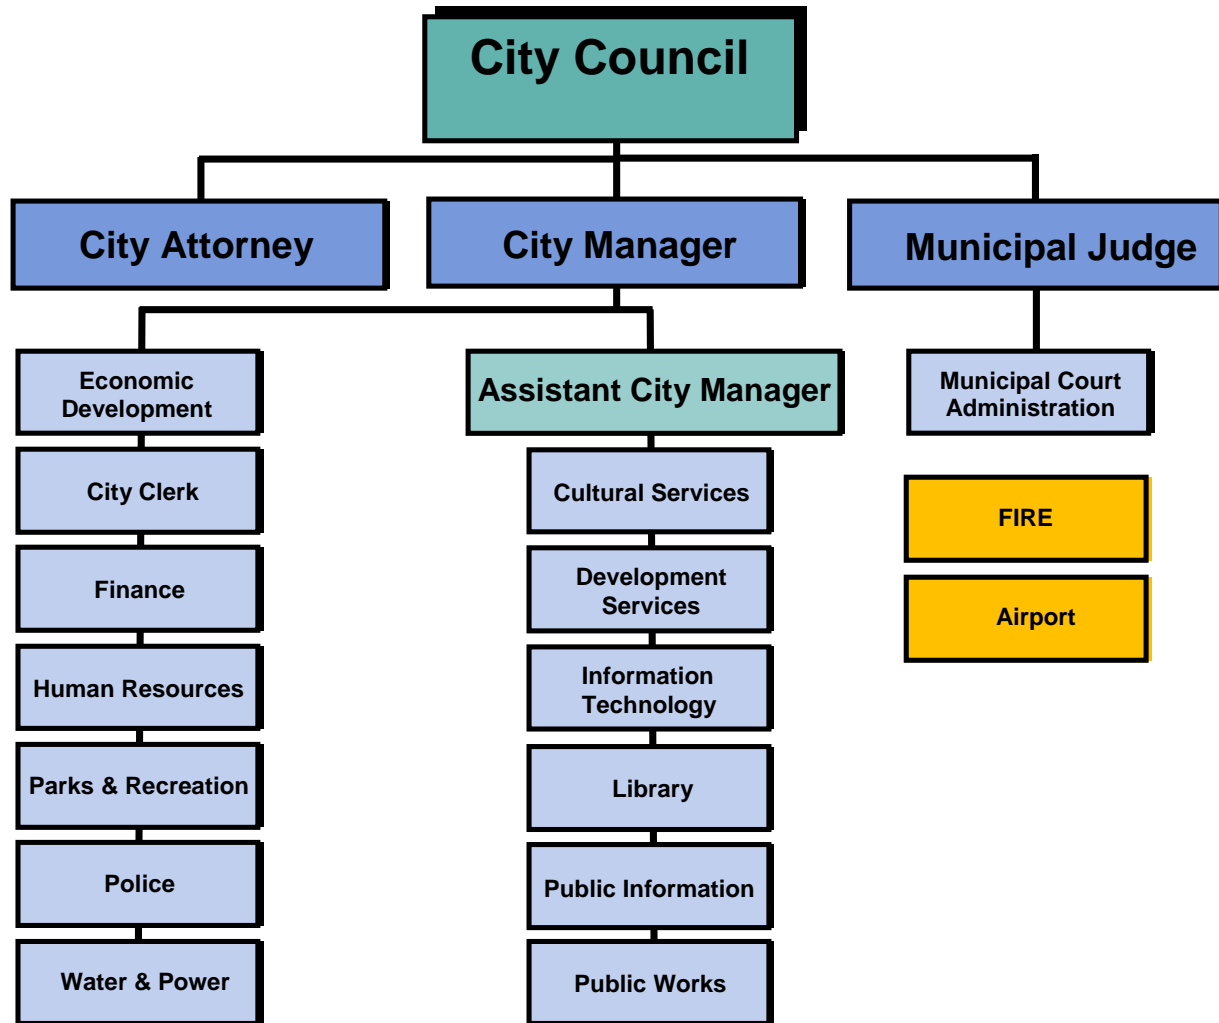 City Council
City Attorney
City Manager
Municipal Judge
Economic
Development
Assistant City Manager
Municipal Court
Administration
City Clerk
Cultural Services
FIRE
Finance
Development
Services
Airport
Human Resources
Information
Technology
Parks & Recreation
Library
Police
Public Information
Water & Power
Public Works